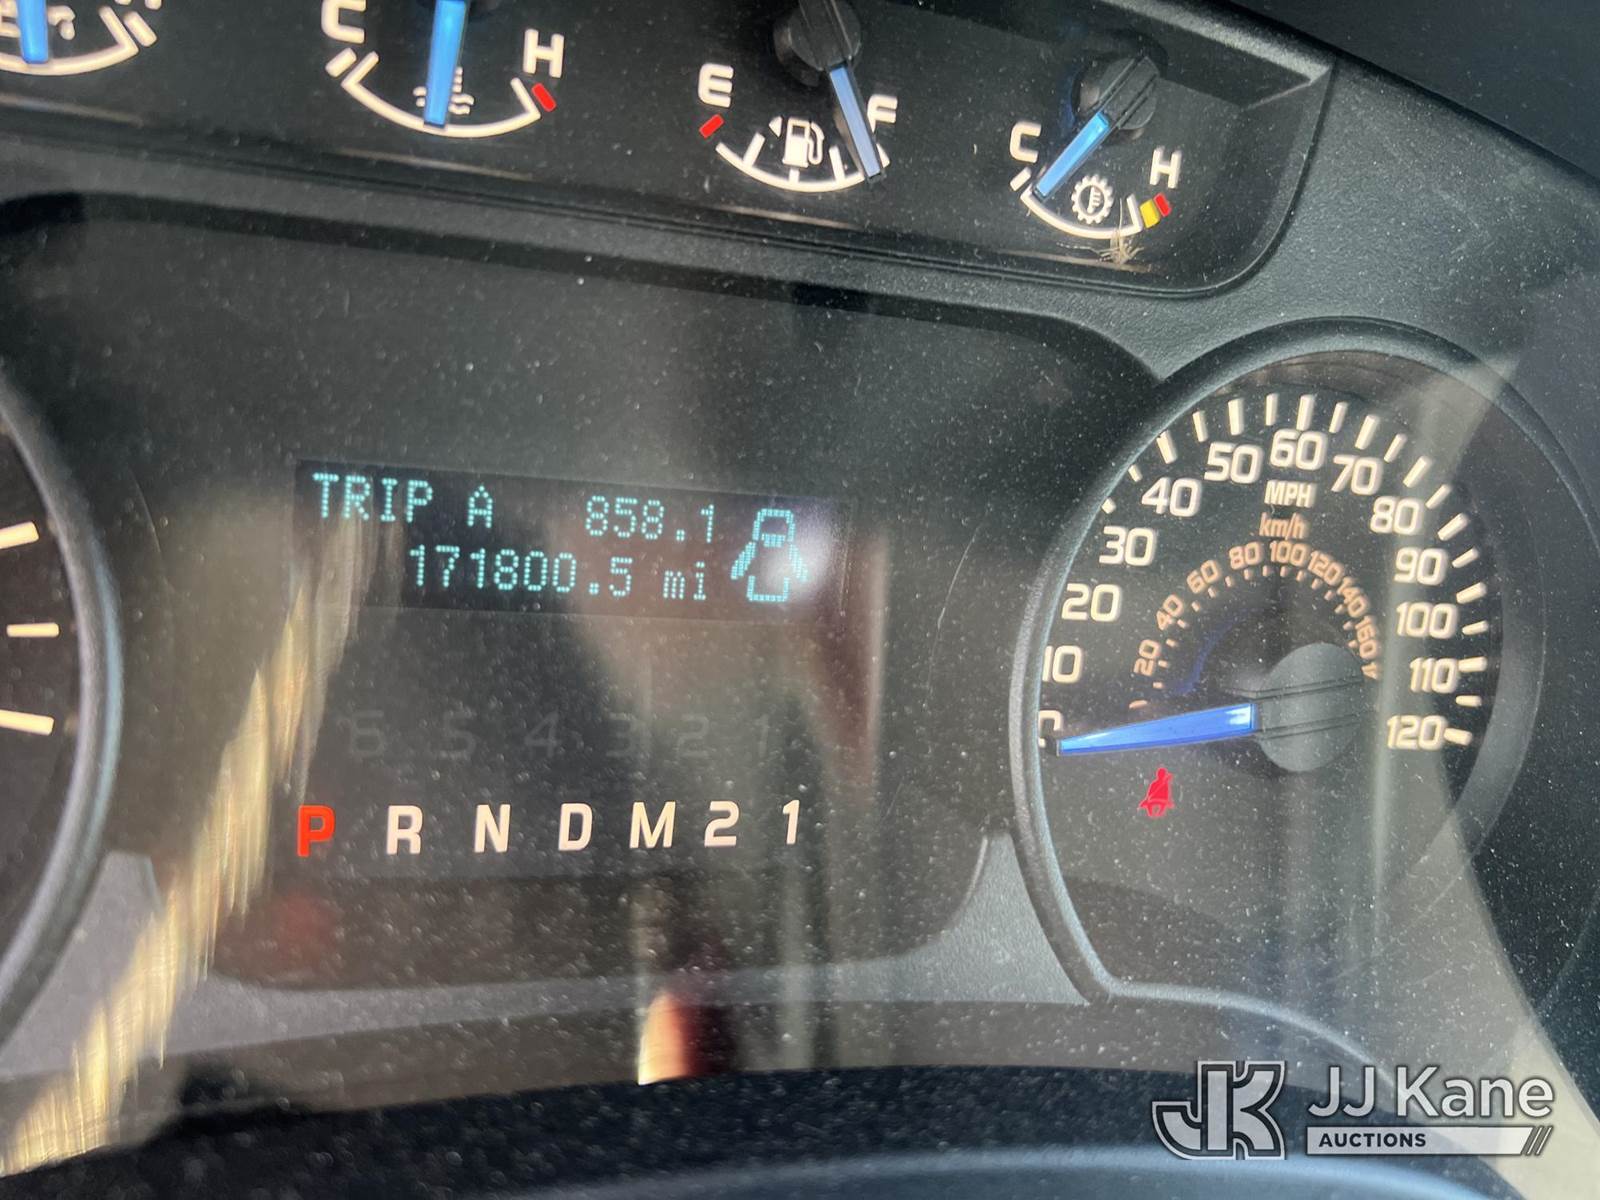 C H
E F
C H
TRIP A 858.1
171800.5 mi
6 5 4 3 2 1
P R N D M 2 1
0 10 20 30 40 50 60 70 80 90 100 110 120
MPH
km/h
20 40 60 80 100 120 140 160
JK JJ Kane
AUCTIONS